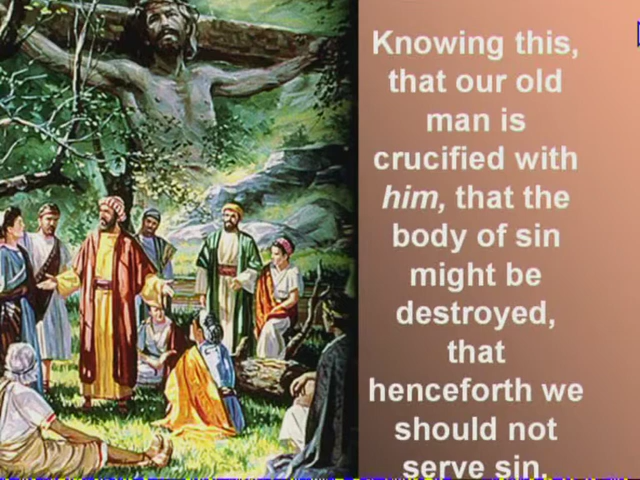 Knowing this,
that our old
man is
crucified with
him, that the
body of sin
might be
destroyed,
that
henceforth we
should not
serve sin.